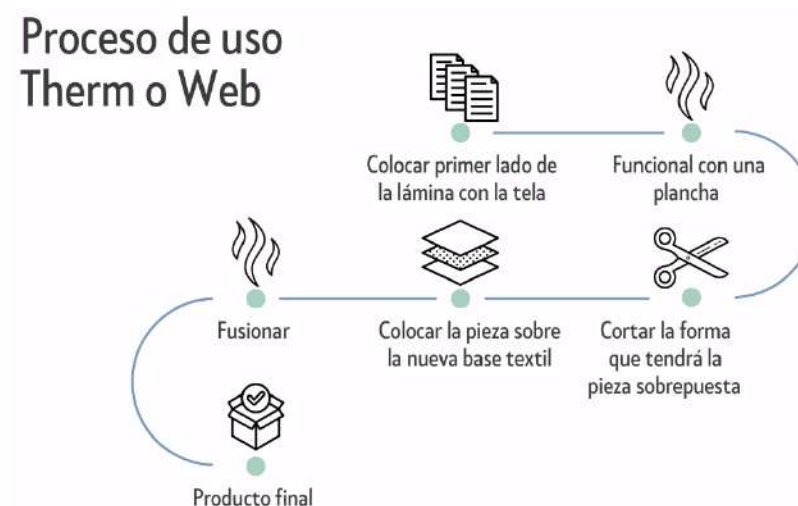 Proceso de uso
Therm o Web
Colocar primer lado de
la lámina con la tela
Funcional con una
plancha
Cortar la forma
que tendrá la
pieza sobrepuesta
Colocar la pieza sobre
la nueva base textil
Fusionar
Producto final